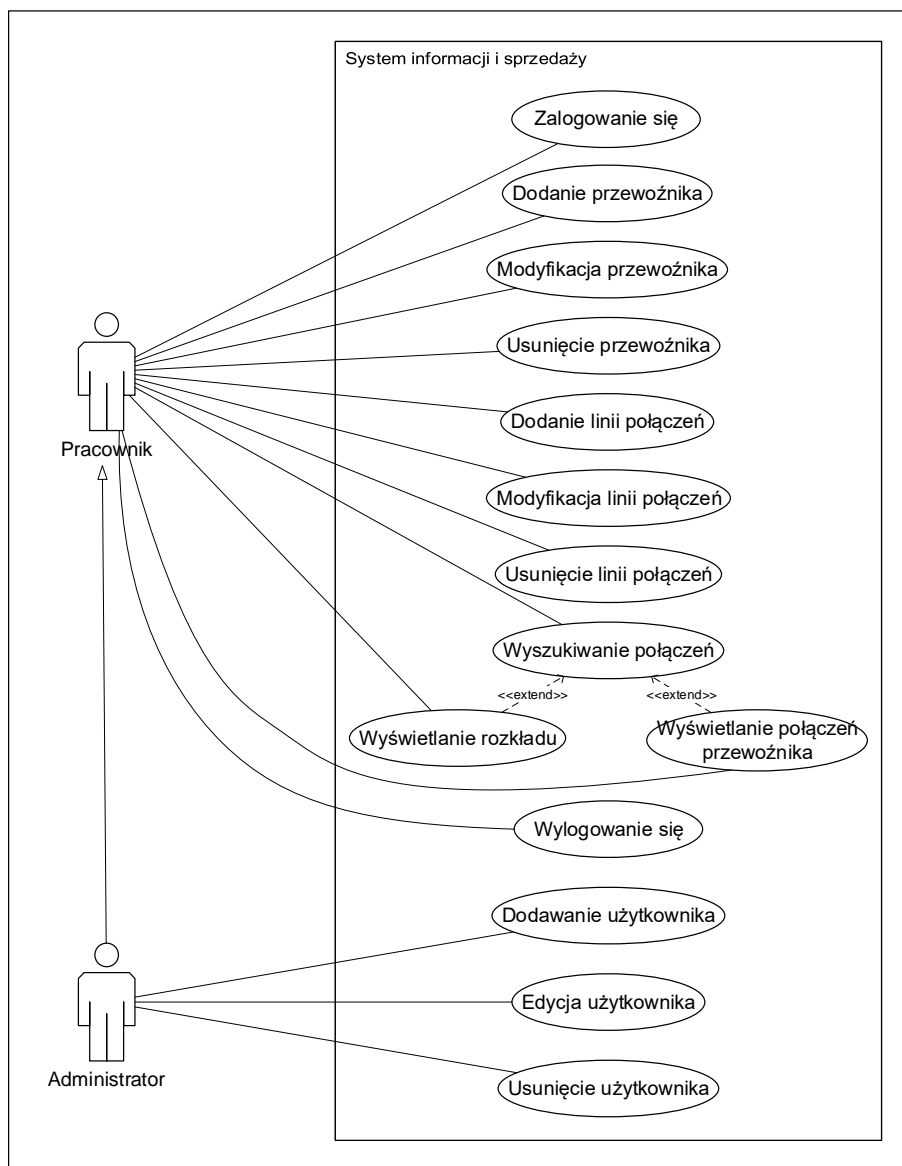 System informacji i sprzedaży
Zalogowanie się
Dodanie przewoźnika
Modyfikacja przewoźnika
Usunięcie przewoźnika
Dodanie linii połączeń
Pracownik
Modyfikacja linii połączeń
Usunięcie linii połączeń
Wyszukiwanie połączeń
<<extend>>
<<extend>>
Wyświetlanie rozkładu
Wyświetlanie połączeń
przewoźnika
Wylogowanie się
Dodawanie użytkownika
Edycja użytkownika
Administrator
Usunięcie użytkownika